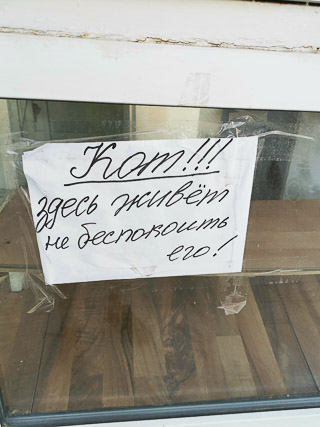 Кот!!!
здесь живёт
не беспокоить
его!